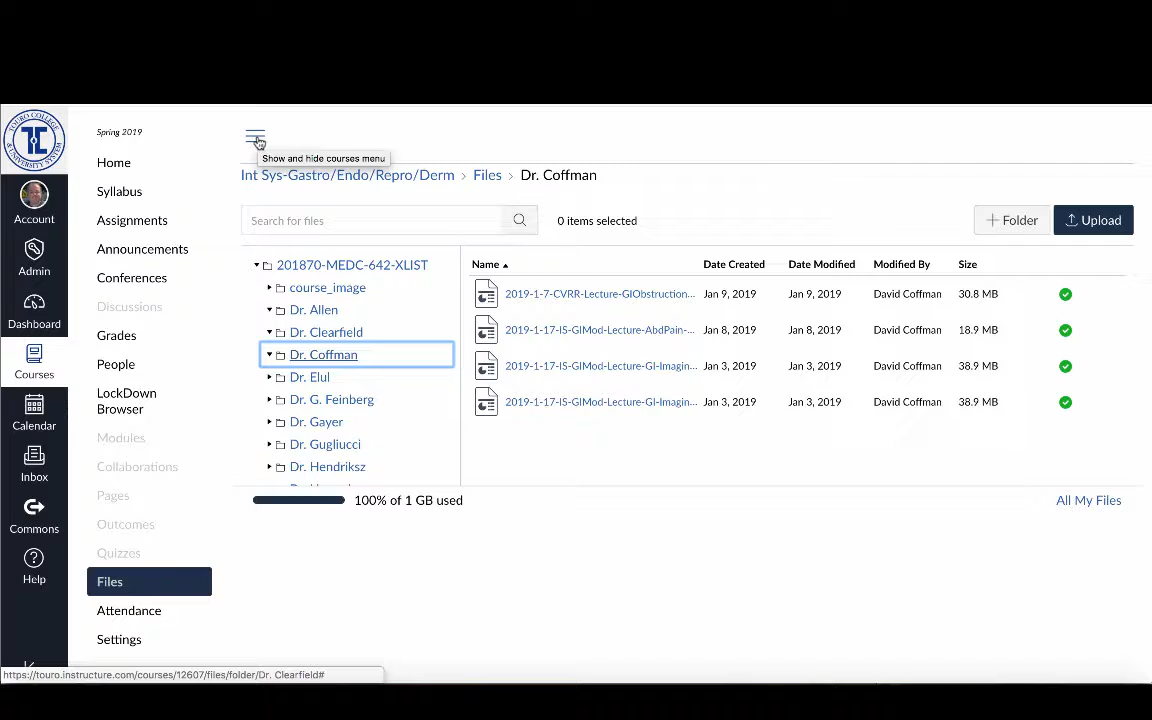 Spring 2019
Show and hide courses menu
Home
Int Sys-Gastro/Endo/Repro/Derm › Files › Dr. Coffman
Syllabus
Account
Assignments
Search for files
0 items selected
Folder
Upload
Announcements
Admin
201870-MEDC-642-XLIST
Name
Date Created
Date Modified
Modified By
Size
Conferences
course_image
2019-1-7-CVRR-Lecture-GIObstruction... Jan 9, 2019 Jan 9, 2019 David Coffman 30.8 MB
Discussions
Dr. Allen
Dashboard
Grades
Dr. Clearfield
2019-1-17-IS-GIMod-Lecture-AbdPain-... Jan 8, 2019 Jan 8, 2019 David Coffman 18.9 MB
Dr. Coffman
People
2019-1-17-IS-GIMod-Lecture-GI-Imagin... Jan 3, 2019 Jan 3, 2019 David Coffman 38.9 MB
Courses
Dr. Elul
LockDown
Browser
Dr. G. Feinberg
2019-1-17-IS-GIMod-Lecture-GI-Imagin... Jan 3, 2019 Jan 3, 2019 David Coffman 38.9 MB
Calendar
Dr. Gayer
Modules
Dr. Gugliucci
Collaborations
Dr. Hendriksz
Inbox
Pages
100% of 1 GB used
All My Files
Commons
Outcomes
Quizzes
Help
Files
Attendance
Settings
https://touro.instructure.com/courses/12607/files/folder/Dr. Clearfield#